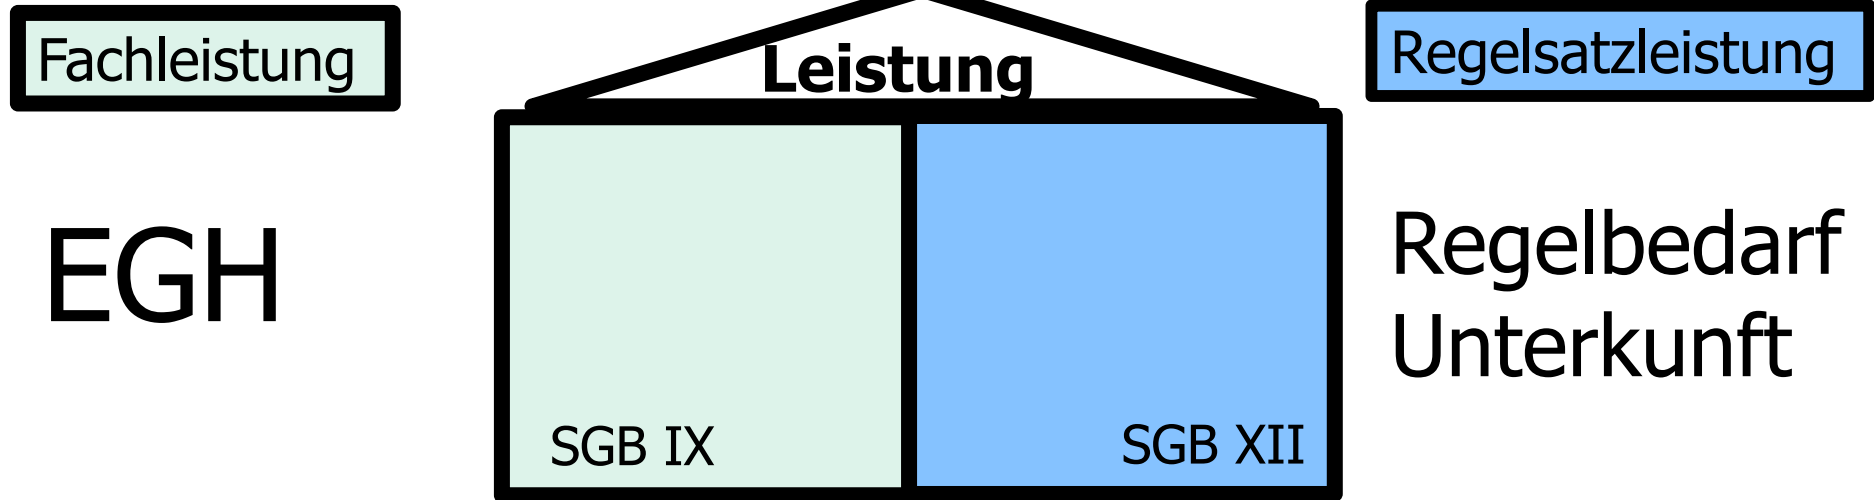 Fachleistung
Leistung
Regelsatzleistung
EGH
Regelbedarf
Unterkunft
SGB IX
SGB XII